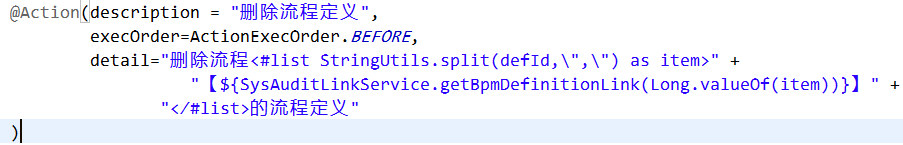 @Action(description = "删除流程定义",
execOrder=ActionExecOrder.BEFORE,
detail="删除流程<#list StringUtils.split(defId,\",\") as item>" +
"【${SysAuditLinkService.getBpmDefinitionLink(Long.valueOf(item))}】" +
"</#list>的流程定义"
)